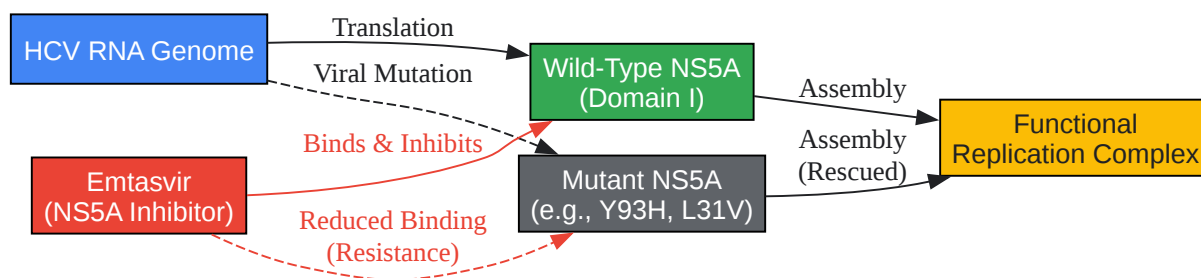 HCV RNA Genome
Translation
Viral Mutation
Wild-Type NS5A
(Domain I)
Assembly
Functional
Replication Complex
Binds & Inhibits
Assembly
(Rescued)
Emtasvir
(NS5A Inhibitor)
Mutant NS5A
(e.g., Y93H, L31V)
Reduced Binding
(Resistance)